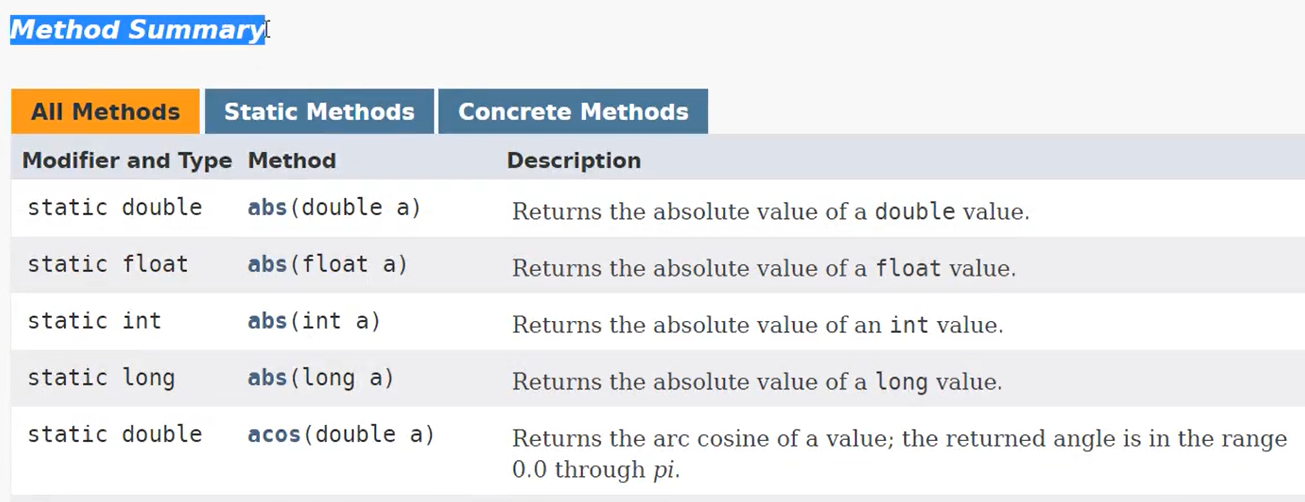 Method Summary
All Methods Static Methods Concrete Methods
Modifier and Type Method Description
static double abs(double a) Returns the absolute value of a double value.
static float abs(float a) Returns the absolute value of a float value.
static int abs(int a) Returns the absolute value of an int value.
static long abs(long a) Returns the absolute value of a long value.
static double acos(double a) Returns the arc cosine of a value; the returned angle is in the range
0.0 through pi.